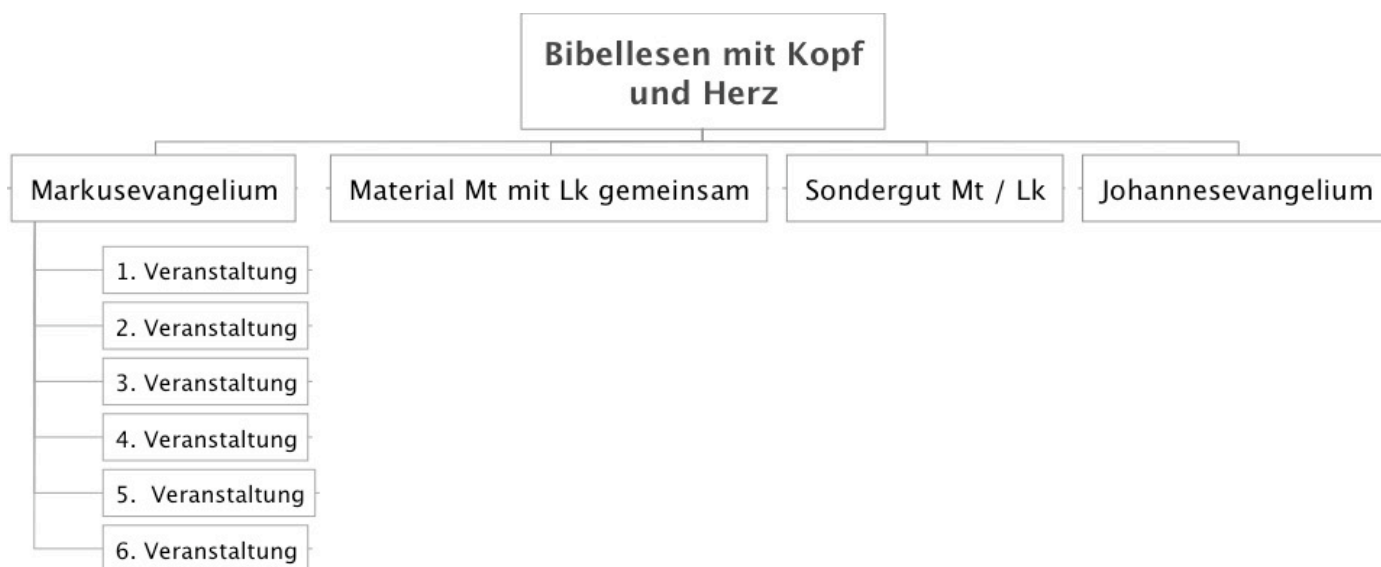 Bibellesen mit Kopf
und Herz
Markusevangelium
Material Mt mit Lk gemeinsam
Sondergut Mt / Lk
Johannesevangelium
1. Veranstaltung
2. Veranstaltung
3. Veranstaltung
4. Veranstaltung
5. Veranstaltung
6. Veranstaltung